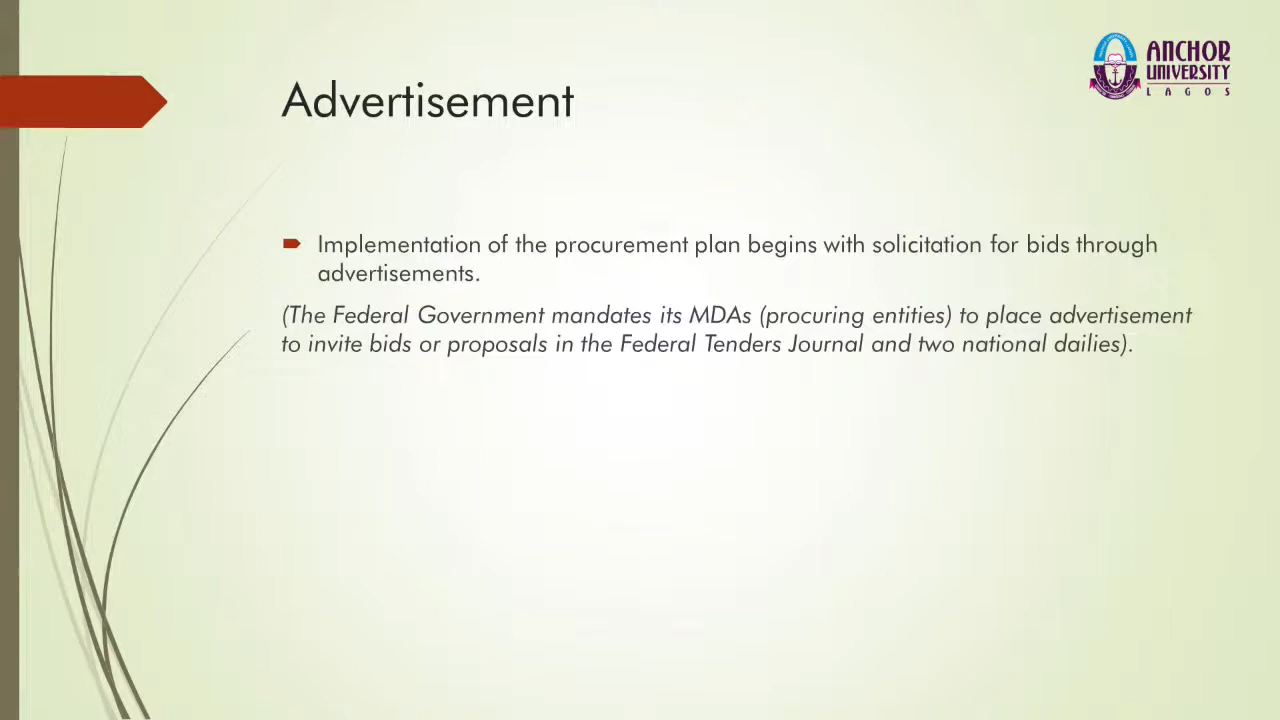 ANCHOR
UNIVERSITY
LAGOS
Advertisement
Implementation of the procurement plan begins with solicitation for bids through
advertisements.
(The Federal Government mandates its MDAs (procuring entities) to place advertisement
to invite bids or proposals in the Federal Tenders Journal and two national dailies).